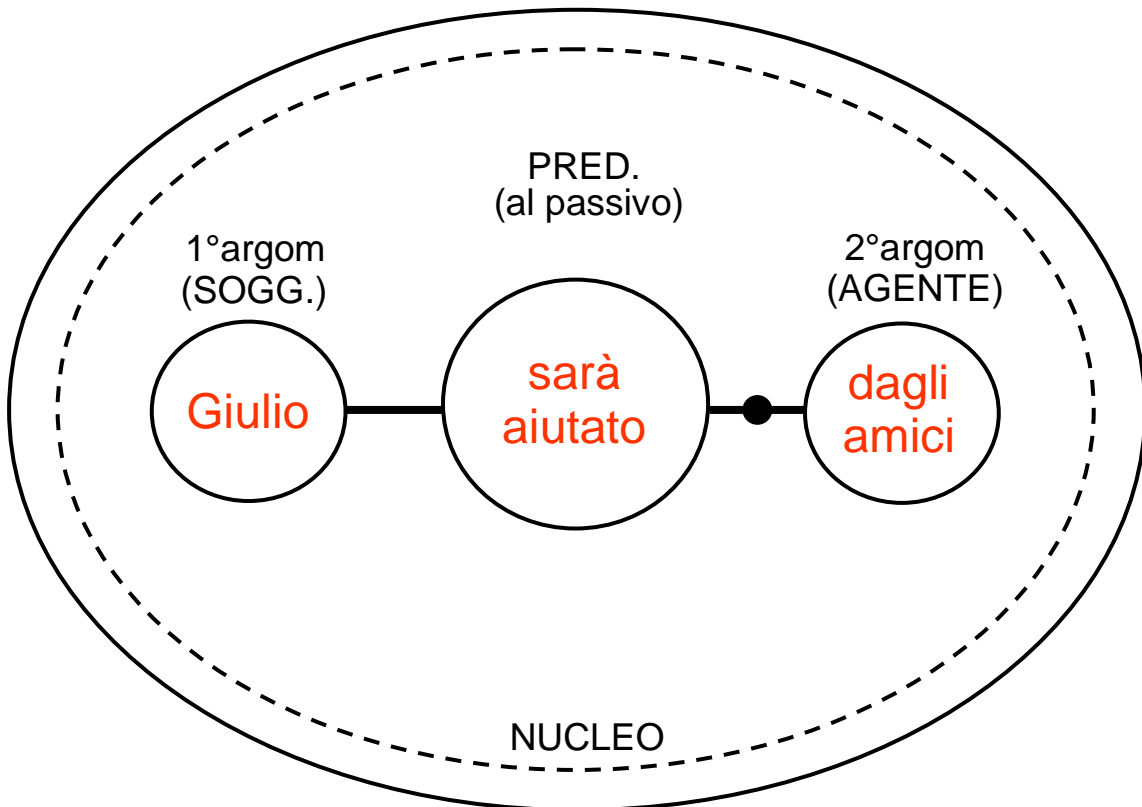 PRED.
(al passivo)
1°argom
(SOGG.)
2°argom
(AGENTE)
Giulio
sarà
aiutato
dagli
amici
NUCLEO